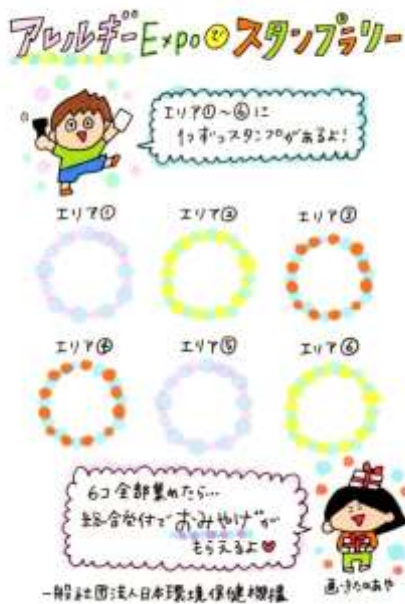 アレルギーExpoでスタンプラリー
エリア①〜⑥に
1つずつスタンプがあるよ!
エリア①
エリア②
エリア③
エリア④
エリア⑤
エリア⑥
6コ全部集めたら…
総合受付でおみやげが
もらえるよ♥
一般社団法人日本環境保健機構
画・きたのあや